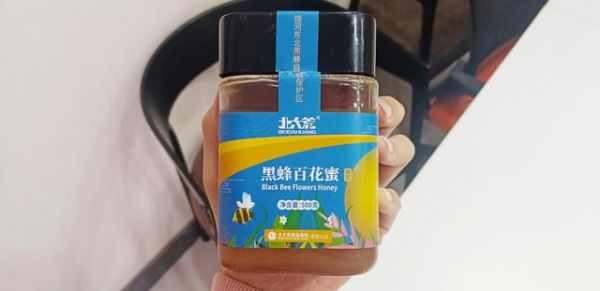 饶河东北黑蜂自然保护区
北大荒®
BEIDAHUANG
黑蜂百花蜜
Black Bee Flowers Honey
净含量:500克